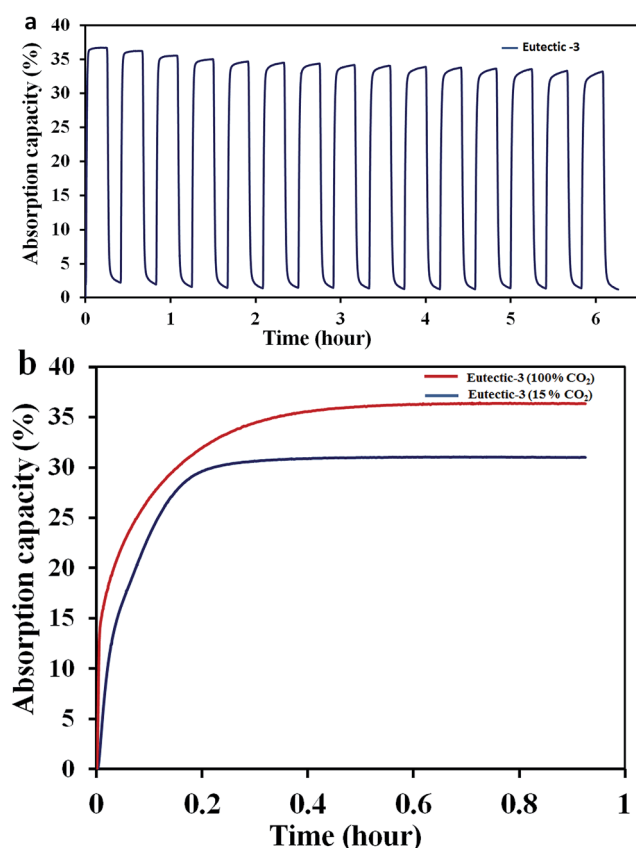 a
40
35
30
25
20
15
10
5
0
Absorption capacity (%)
Eutectic -3
0 1 2 3 4 5 6
Time (hour)
b
40
35
30
25
20
15
10
5
0
Absorption capacity (%)
Eutectic-3 (100% CO₂)
Eutectic-3 (15 % CO₂)
0 0.2 0.4 0.6 0.8 1
Time (hour)